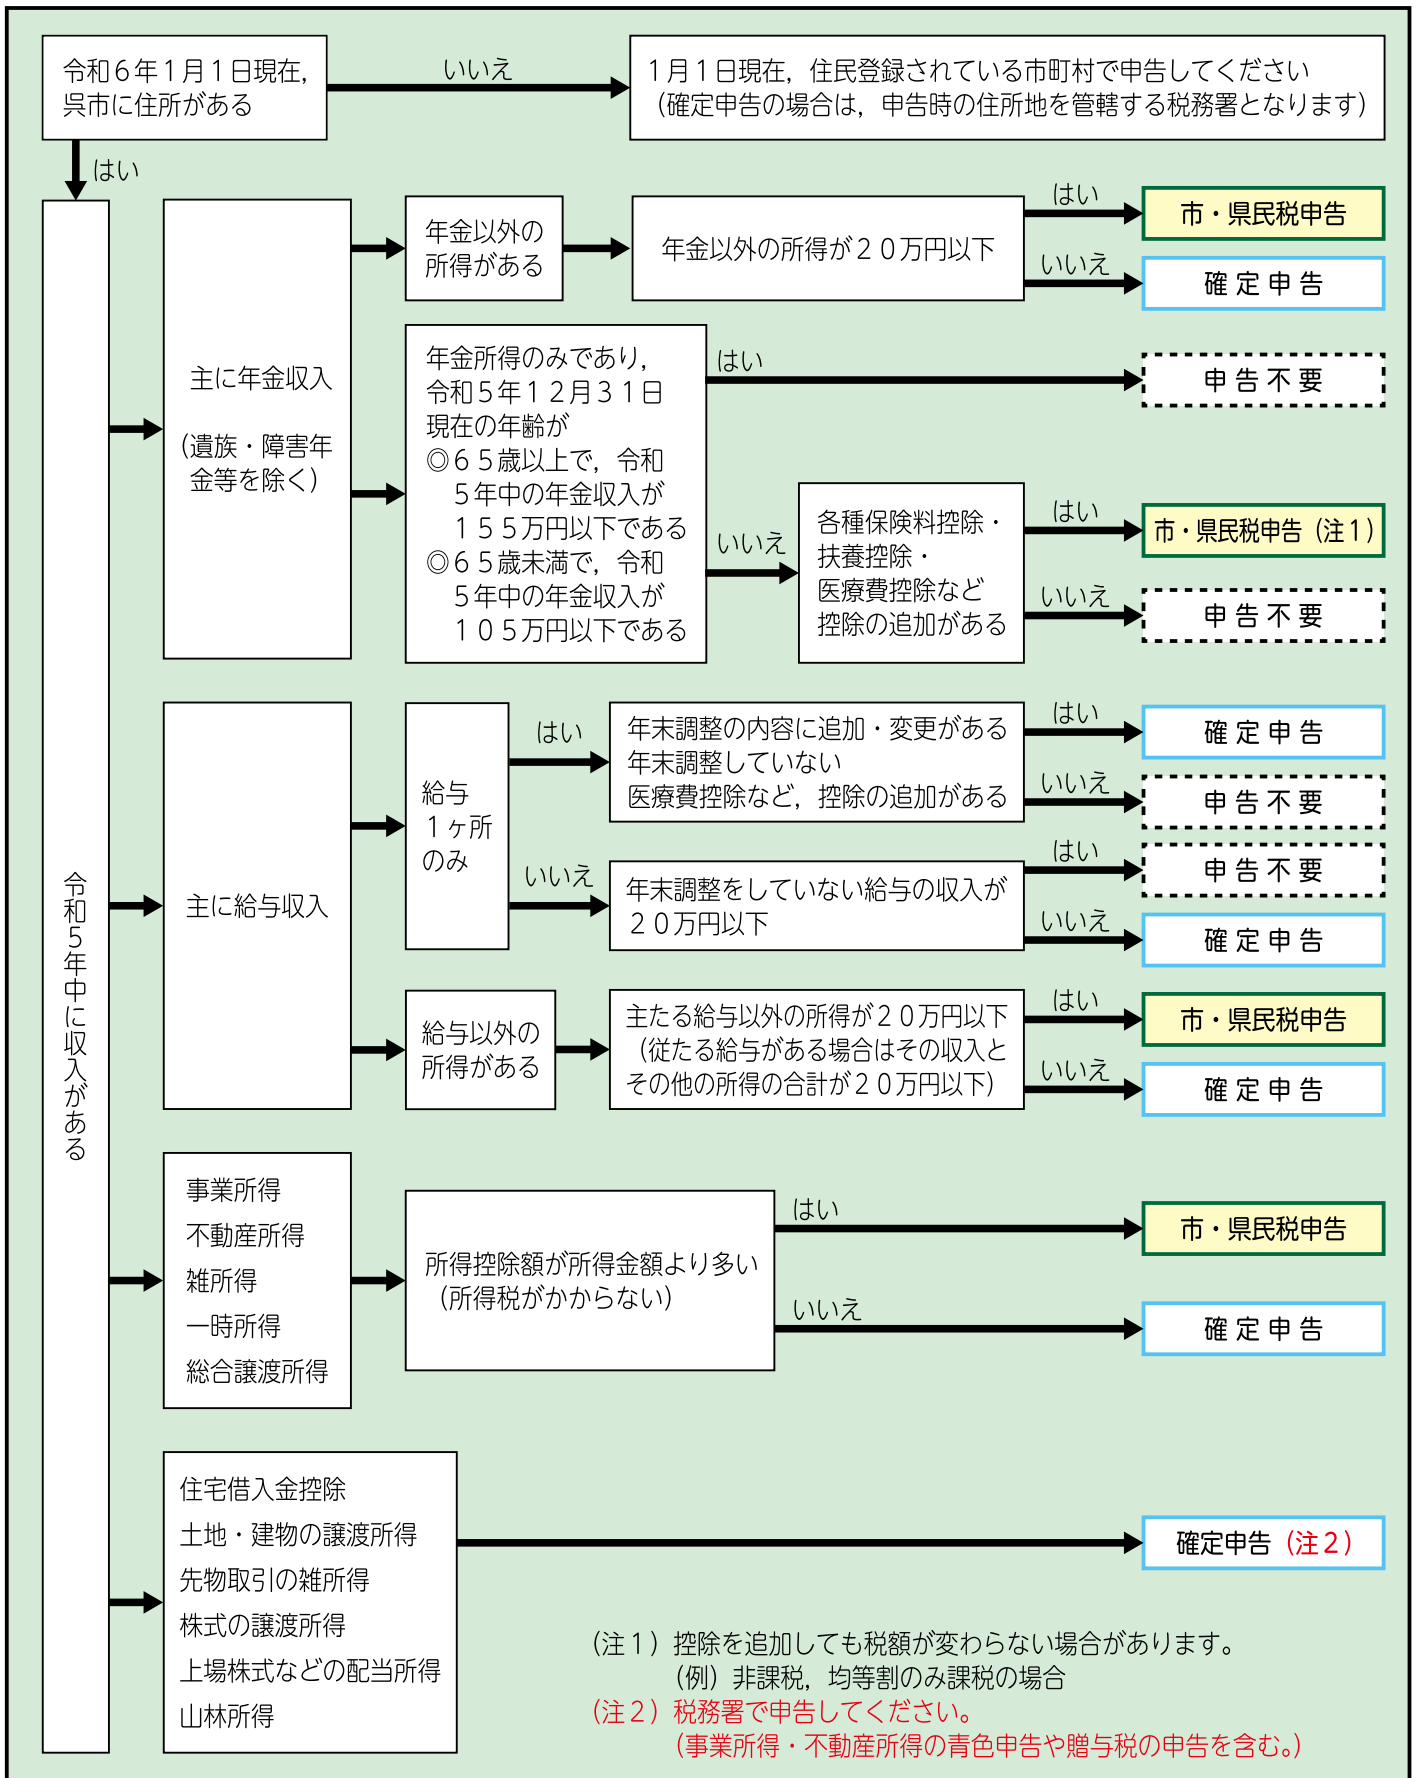 令和６年１月１日現在，
呉市に住所がある
いいえ
１月１日現在，住民登録されている市町村で申告してください
（確定申告の場合は，申告時の住所地を管轄する税務署となります）
はい
令和５年中に収入がある
主に年金収入
（遺族・障害年
金等を除く）
年金以外の
所得がある
年金以外の所得が２０万円以下
はい
市・県民税申告
いいえ
確定申告
年金所得のみであり，
令和５年１２月３１日
現在の年齢が
◎６５歳以上で，令和
５年中の年金収入が
１５５万円以下である
◎６５歳未満で，令和
５年中の年金収入が
１０５万円以下である
はい
申告不要
いいえ
各種保険料控除・
扶養控除・
医療費控除など
控除の追加がある
はい
市・県民税申告（注１）
いいえ
申告不要
主に給与収入
給与
１ヶ所
のみ
はい
年末調整の内容に追加・変更がある
年末調整していない
医療費控除など，控除の追加がある
はい
確定申告
いいえ
申告不要
いいえ
年末調整をしていない給与の収入が
２０万円以下
はい
申告不要
いいえ
確定申告
給与以外の
所得がある
主たる給与以外の所得が２０万円以下
（従たる給与がある場合はその収入と
その他の所得の合計が２０万円以下）
はい
市・県民税申告
いいえ
確定申告
事業所得
不動産所得
雑所得
一時所得
総合譲渡所得
所得控除額が所得金額より多い
（所得税がかからない）
はい
市・県民税申告
いいえ
確定申告
住宅借入金控除
土地・建物の譲渡所得
先物取引の雑所得
株式の譲渡所得
上場株式などの配当所得
山林所得
確定申告（注２）
（注１）控除を追加しても税額が変わらない場合があります。
（例）非課税，均等割のみ課税の場合
（注２）税務署で申告してください。
（事業所得・不動産所得の青色申告や贈与税の申告を含む。）